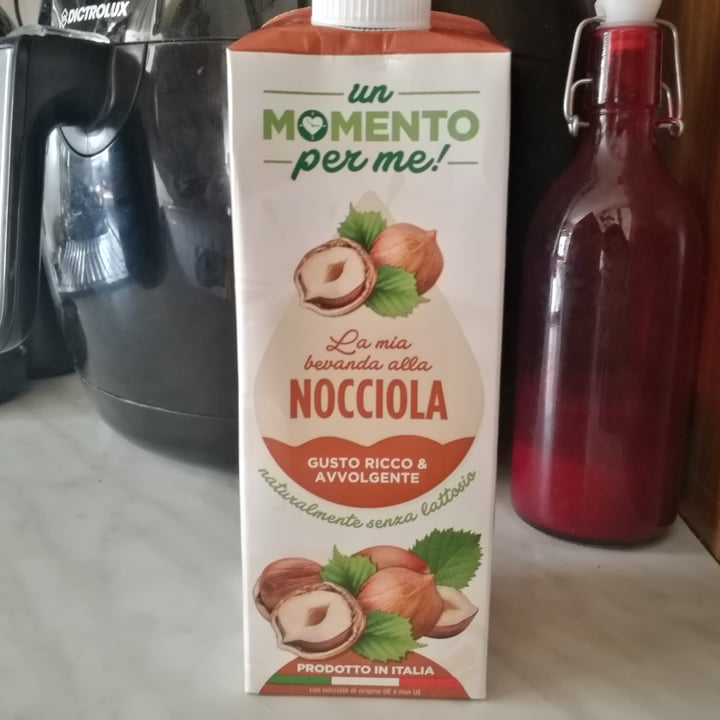 DICTROLUX
un
MOMENTO
per me!
La mia
bevanda alla
NOCCIOLA
GUSTO RICCO &
AVVOLGENTE
naturalmente senza lattosio
PRODOTTO IN ITALIA
con nocciole di origine UE e non UE